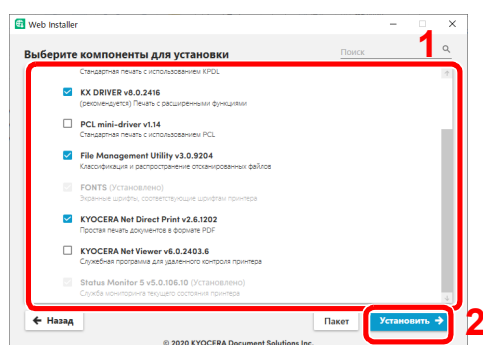 Web Installer
1
Выберите компоненты для установки
Поиск
Стандартная печать с использованием KPDL
KX DRIVER v8.0.2416
(рекомендуется) Печать с расширенными функциями
PCL mini-driver v1.14
Стандартная печать с использованием PCL
File Management Utility v3.0.9204
Классификация и распространение отсканированных файлов
FONTS (Установлено)
Экранные шрифты, соответствующие шрифтам принтера
KYOCERA Net Direct Print v2.6.1202
Простая печать документов в формате PDF
KYOCERA Net Viewer v6.0.2403.6
Служебная программа для удаленного контроля принтера
Status Monitor 5 v5.0.106.10 (Установлено)
Служба мониторинга текущего состояния принтера
Назад
Пакет
Установить
2
© 2020 KYOCERA Document Solutions Inc.